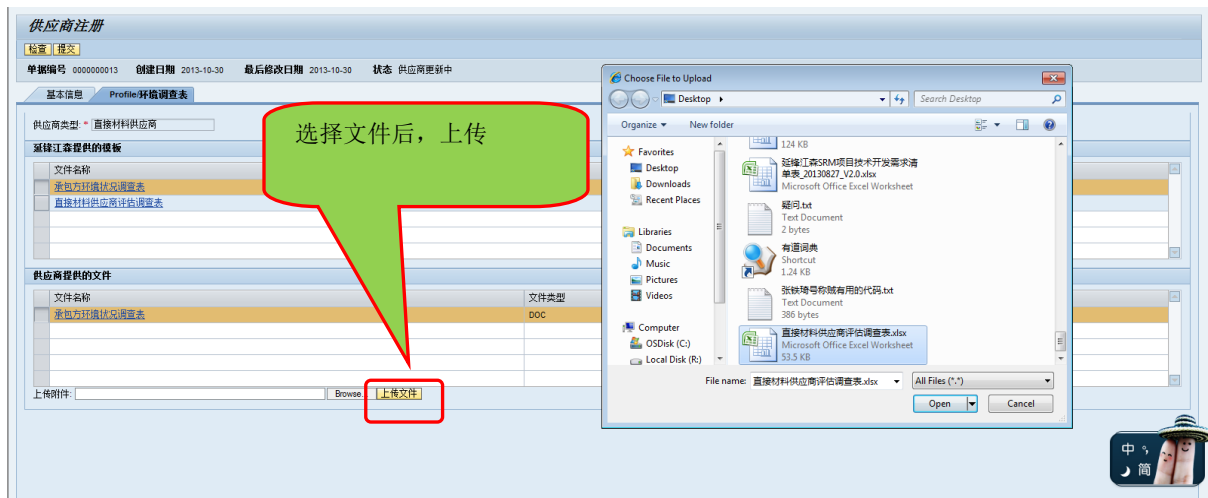 供应商注册
检查 提交
单据编号 0000000013 创建日期 2013-10-30 最后修改日期 2013-10-30 状态 供应商更新中
基本信息 Profile/环境调查表
供应商类型: * 直接材料供应商
延锋江森提供的模板
文件名称
承包方环境状况调查表
直接材料供应商评估调查表
供应商提供的文件
文件名称 文件类型
承包方环境状况调查表 DOC
上传附件: Browse... 上传文件
选择文件后，上传
Choose File to Upload
Desktop
Search Desktop
Organize New folder
Favorites
Desktop
Downloads
Recent Places
Libraries
Documents
Music
Pictures
Videos
Computer
OSDisk (C:)
Local Disk (R:)
124 KB
延锋江森SRM项目技术开发需求清
单表_20130827_V2.0.xlsx
Microsoft Office Excel Worksheet
疑问.txt
Text Document
2 bytes
有道词典
Shortcut
1.24 KB
张铁骑号称贼有用的代码.txt
Text Document
386 bytes
直接材料供应商评估调查表.xlsx
Microsoft Office Excel Worksheet
53.5 KB
File name: 直接材料供应商评估调查表.xlsx All Files (*.*)
Open Cancel
中 °,
简